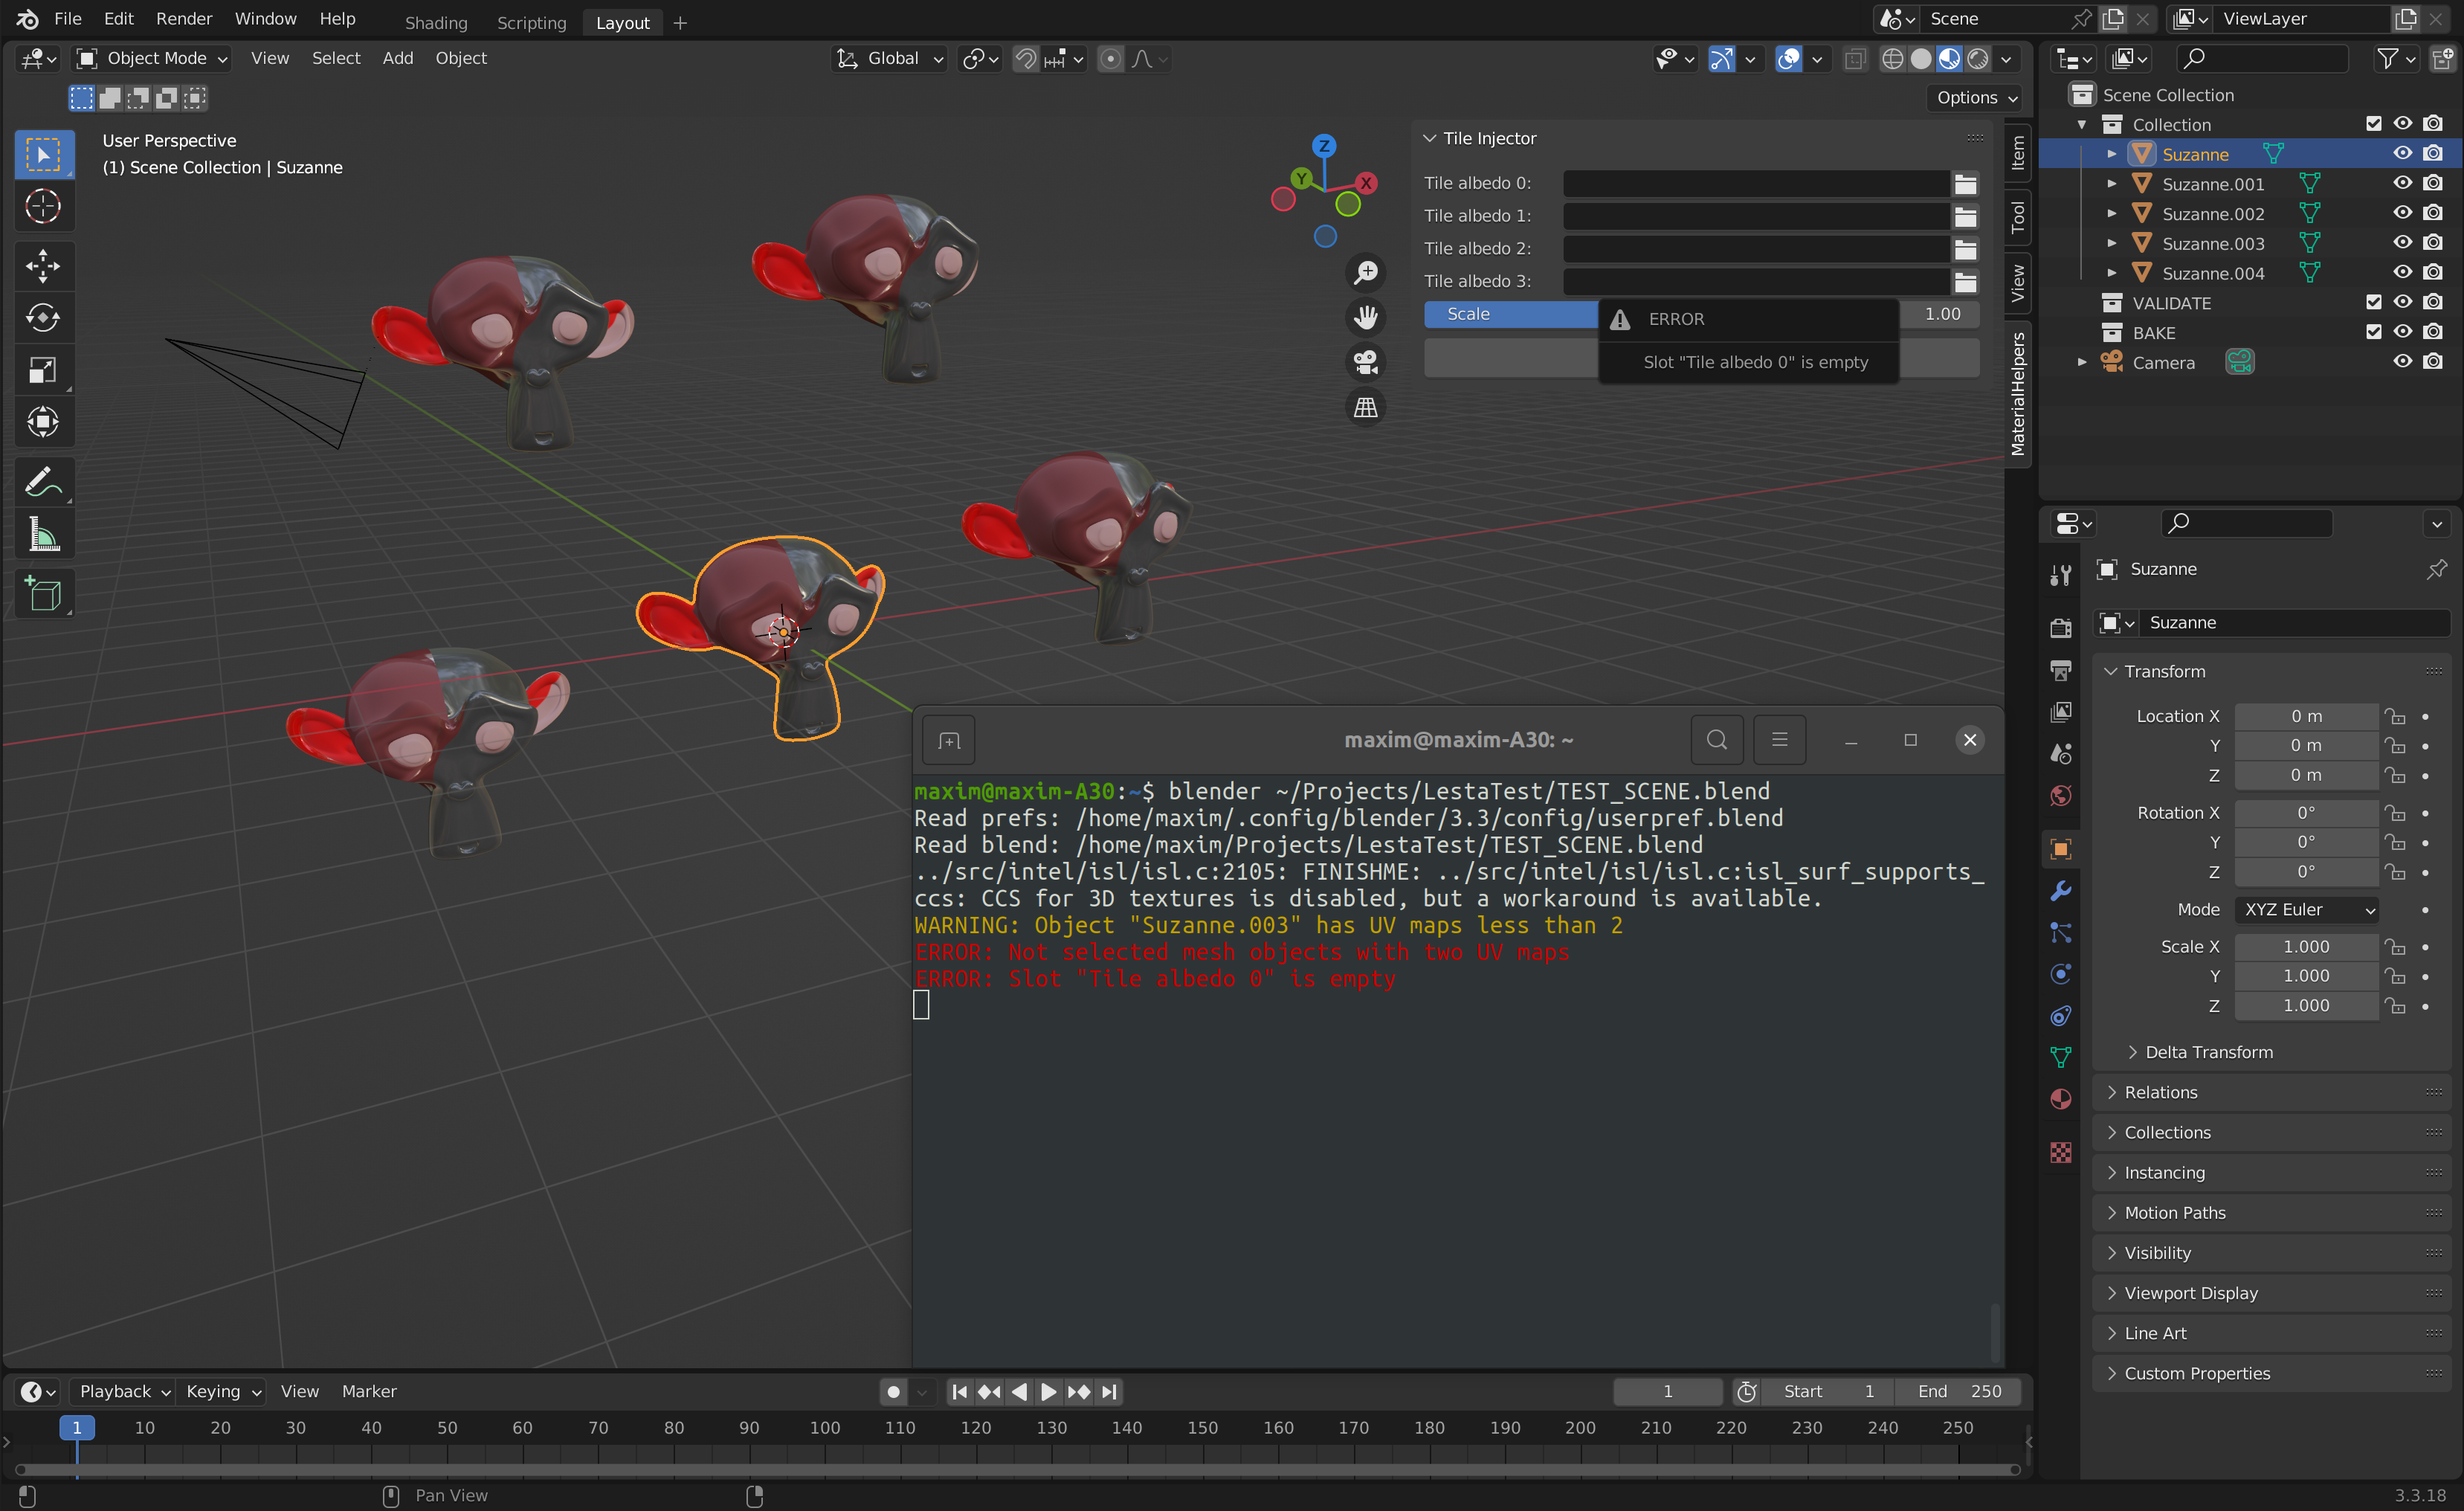 File Edit Render Window Help Shading Scripting Layout Scene ViewLayer
Object Mode View Select Add Object Global
Options
User Perspective
(1) Scene Collection | Suzanne
Z
Y
X
Tile Injector
Tile albedo 0:
Tile albedo 1:
Tile albedo 2:
Tile albedo 3:
Scale 1.00
ERROR
Slot "Tile albedo 0" is empty
Item
Tool
View
MaterialHelpers
Scene Collection
Collection
Suzanne
Suzanne.001
Suzanne.002
Suzanne.003
Suzanne.004
VALIDATE
BAKE
Camera
Suzanne
Suzanne
Transform
Location X 0 m
Y 0 m
Z 0 m
Rotation X 0°
Y 0°
Z 0°
Mode XYZ Euler
Scale X 1.000
Y 1.000
Z 1.000
Delta Transform
Relations
Collections
Instancing
Motion Paths
Visibility
Viewport Display
Line Art
Custom Properties
maxim@maxim-A30: ~
maxim@maxim-A30:~$ blender ~/Projects/LestaTest/TEST_SCENE.blend
Read prefs: /home/maxim/.config/blender/3.3/config/userpref.blend
Read blend: /home/maxim/Projects/LestaTest/TEST_SCENE.blend
../src/intel/isl/isl.c:2105: FINISHME: ../src/intel/isl/isl.c:isl_surf_supports_
ccs: CCS for 3D textures is disabled, but a workaround is available.
WARNING: Object "Suzanne.003" has UV maps less than 2
ERROR: Not selected mesh objects with two UV maps
ERROR: Slot "Tile albedo 0" is empty
Playback Keying View Marker 1 Start 1 End 250
1 10 20 30 40 50 60 70 80 90 100 110 120 130 140 150 160 170 180 190 200 210 220 230 240 250
Pan View 3.3.18